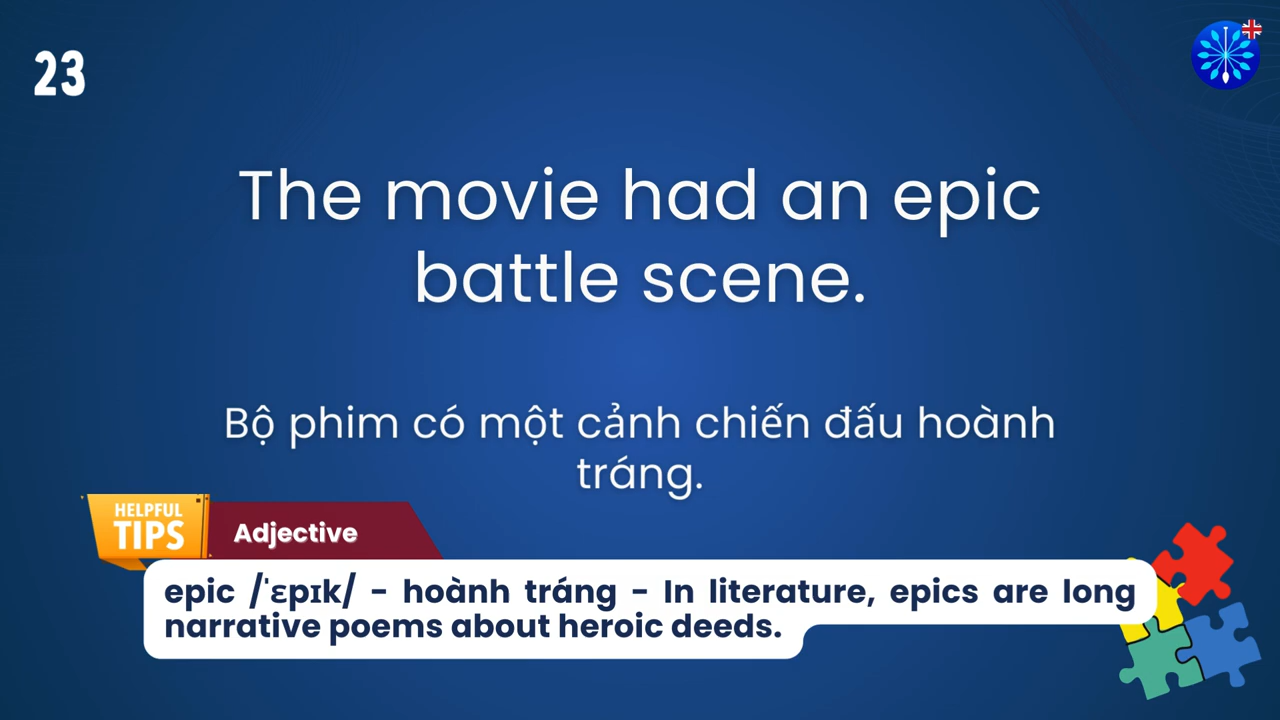 23
The movie had an epic
battle scene.
Bộ phim có một cảnh chiến đấu hoành
tráng.
HELPFUL
TIPS
Adjective
epic /ˈɛpɪk/ - hoành tráng - In literature, epics are long
narrative poems about heroic deeds.